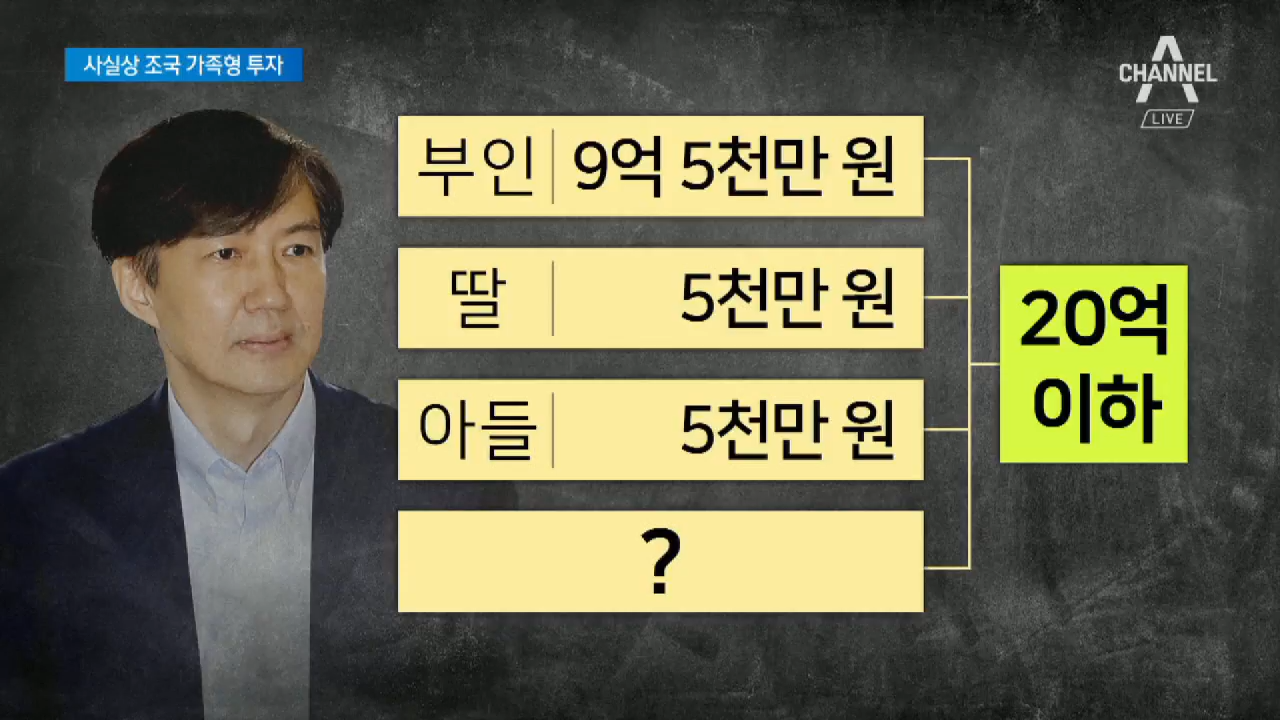 사실상 조국 가족형 투자
CHANNEL A
LIVE
부인 9억 5천만 원
딸 5천만 원
아들 5천만 원
?
20억
이하